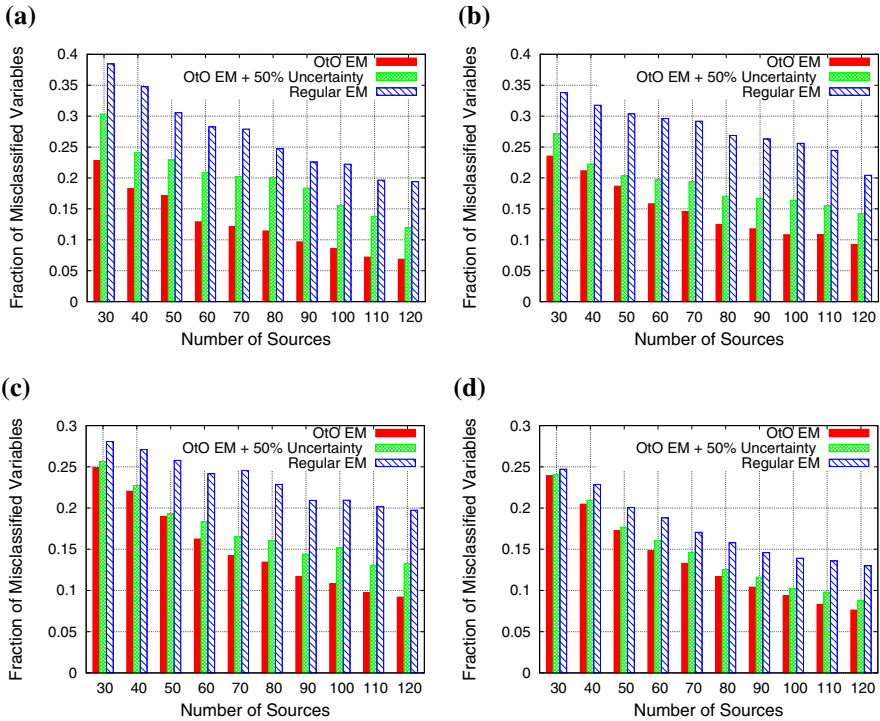 (a)
Fraction of Misclassified Variables
0.4
0.35
0.3
0.25
0.2
0.15
0.1
0.05
0
OtO EM
OtO EM + 50% Uncertainty
Regular EM
30 40 50 60 70 80 90 100 110 120
Number of Sources
(b)
Fraction of Misclassified Variables
0.4
0.35
0.3
0.25
0.2
0.15
0.1
0.05
0
OtO EM
OtO EM + 50% Uncertainty
Regular EM
30 40 50 60 70 80 90 100 110 120
Number of Sources
(c)
Fraction of Misclassified Variables
0.3
0.25
0.2
0.15
0.1
0.05
0
OtO EM
OtO EM + 50% Uncertainty
Regular EM
30 40 50 60 70 80 90 100 110 120
Number of Sources
(d)
Fraction of Misclassified Variables
0.3
0.25
0.2
0.15
0.1
0.05
0
OtO EM
OtO EM + 50% Uncertainty
Regular EM
30 40 50 60 70 80 90 100 110 120
Number of Sources